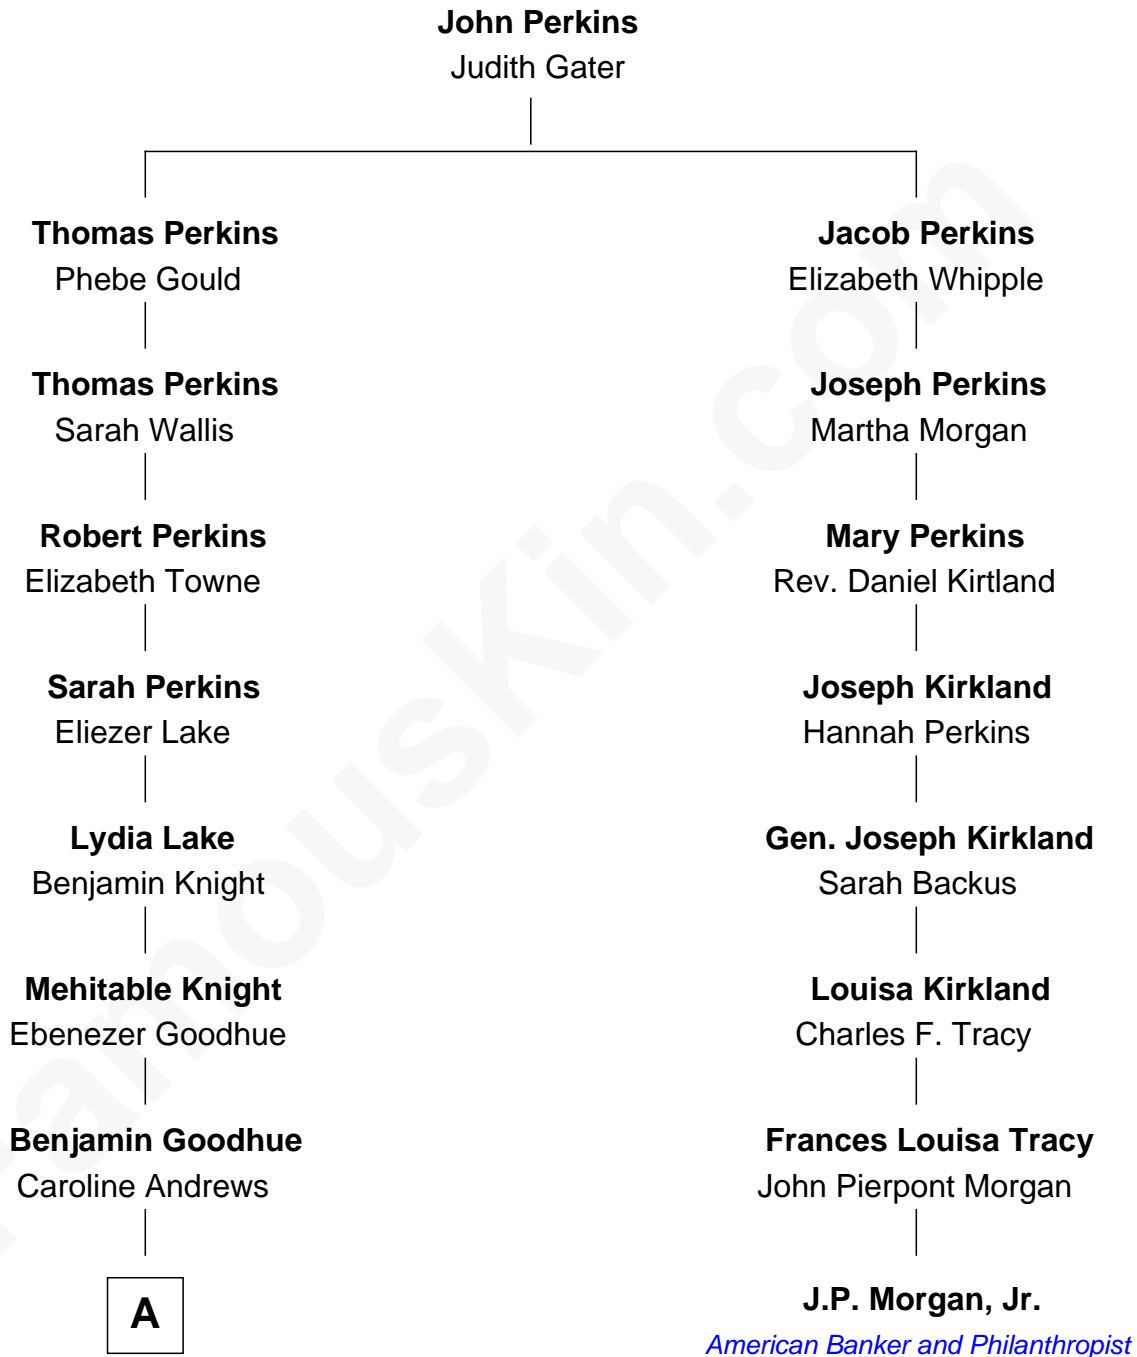 John Perkins
Judith Gater
Thomas Perkins
Phebe Gould
Jacob Perkins
Elizabeth Whipple
Thomas Perkins
Sarah Wallis
Joseph Perkins
Martha Morgan
Robert Perkins
Elizabeth Towne
Mary Perkins
Rev. Daniel Kirtland
Sarah Perkins
Eliezer Lake
Joseph Kirkland
Hannah Perkins
Lydia Lake
Benjamin Knight
Gen. Joseph Kirkland
Sarah Backus
Mehitable Knight
Ebenezer Goodhue
Louisa Kirkland
Charles F. Tracy
Benjamin Goodhue
Caroline Andrews
Frances Louisa Tracy
John Pierpont Morgan
A
J.P. Morgan, Jr.
American Banker and Philanthropist
FamousKin.com